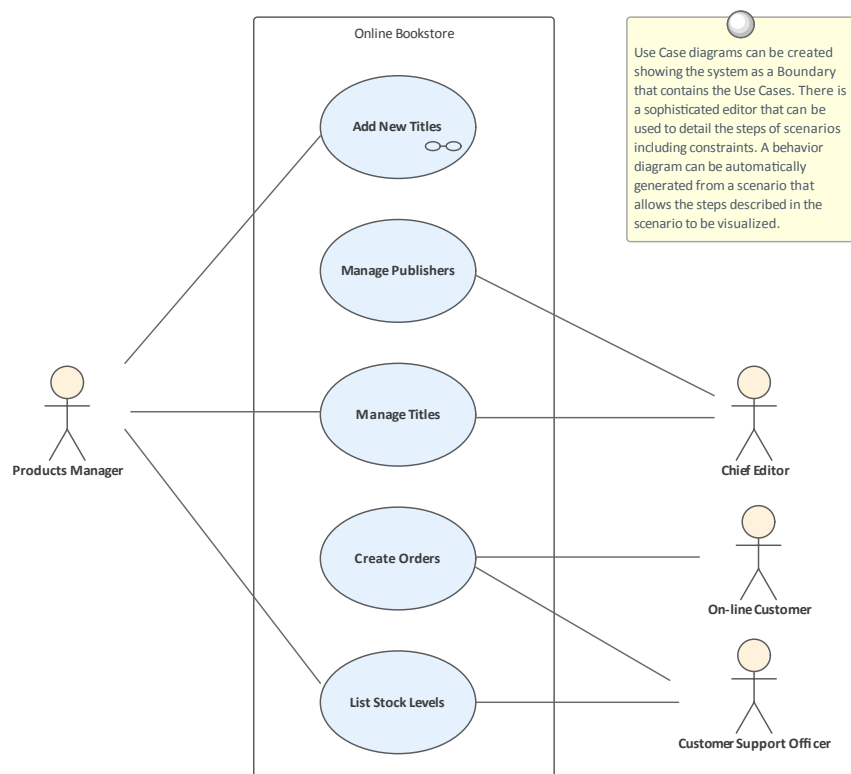 Online Bookstore
Use Case diagrams can be created
showing the system as a Boundary
that contains the Use Cases. There is
a sophisticated editor that can be
used to detail the steps of scenarios
including constraints. A behavior
diagram can be automatically
generated from a scenario that
allows the steps described in the
scenario to be visualized.
Add New Titles
Manage Publishers
Manage Titles
Products Manager
Chief Editor
Create Orders
On-line Customer
List Stock Levels
Customer Support Officer